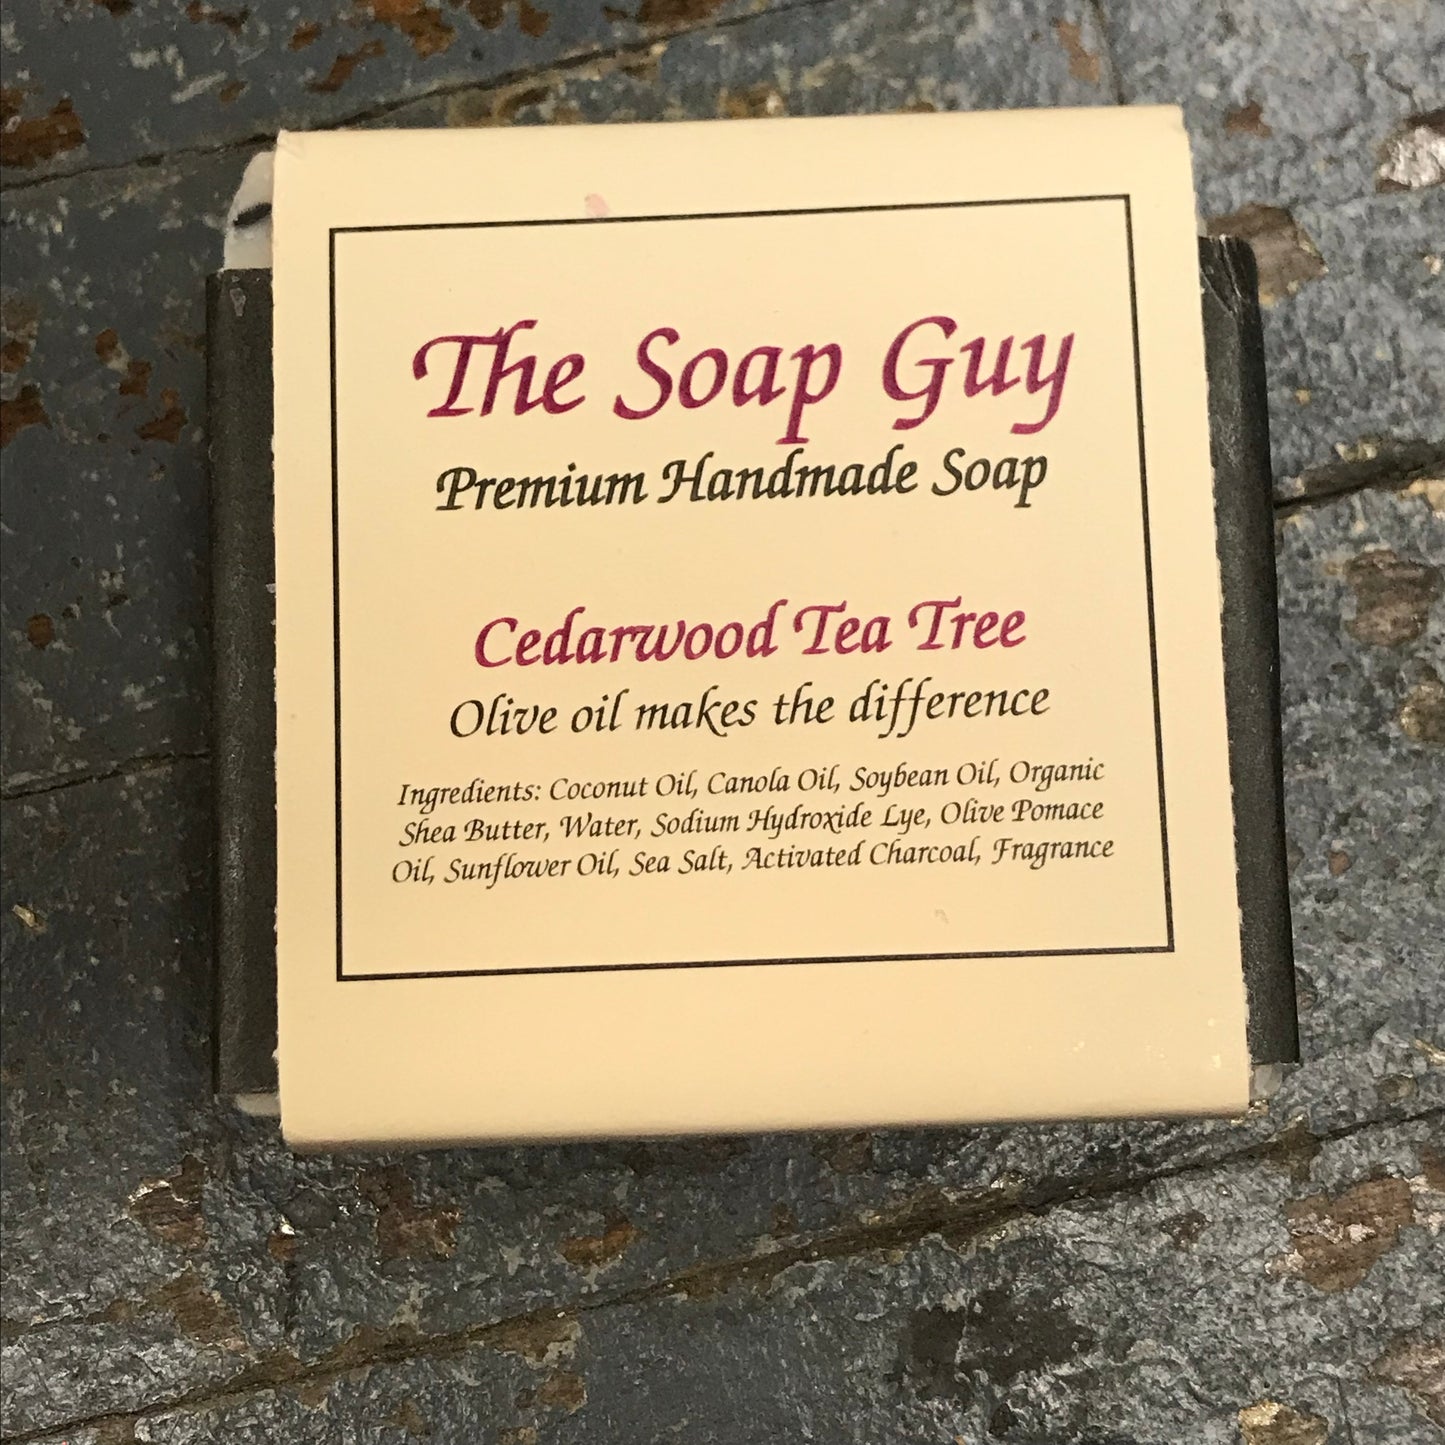 The Soap Guy
Premium Handmade Soap
Cedarwood Tea Tree
Olive oil makes the difference
Ingredients: Coconut Oil, Canola Oil, Soybean Oil, Organic
Shea Butter, Water, Sodium Hydroxide Lye, Olive Pomace
Oil, Sunflower Oil, Sea Salt, Activated Charcoal, Fragrance